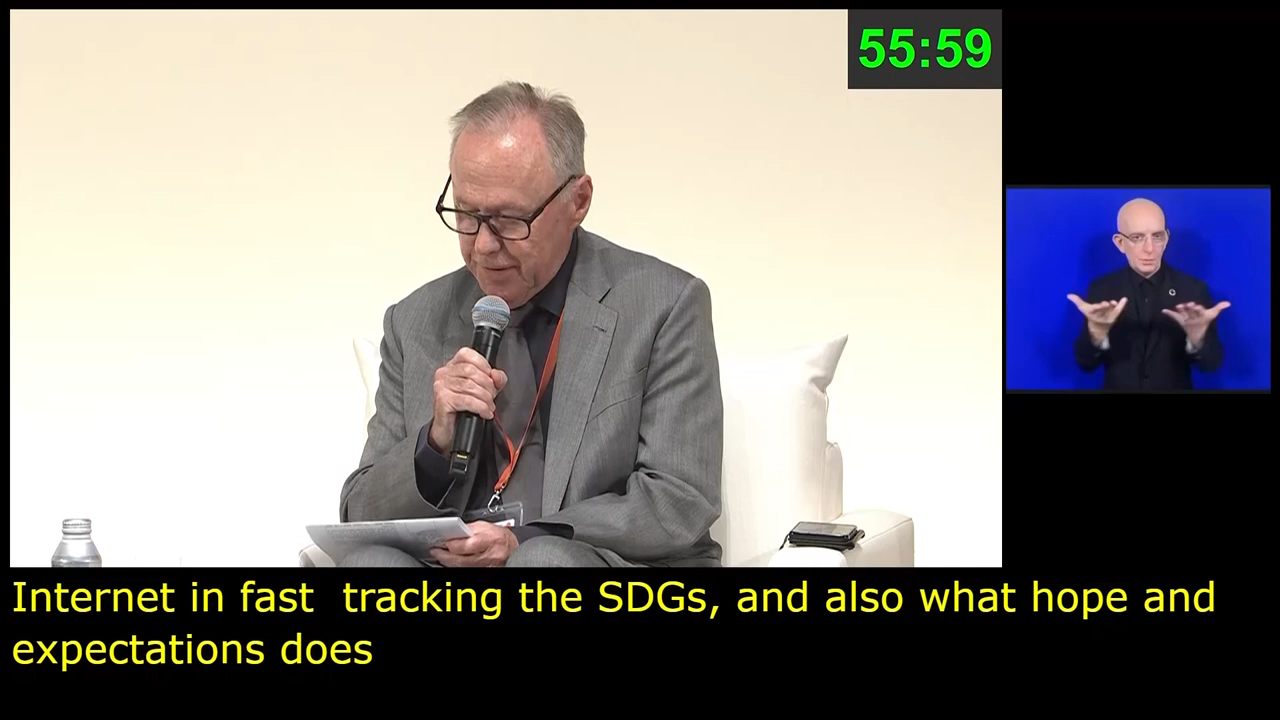 55:59
Internet in fast  tracking the SDGs, and also what hope and
expectations does